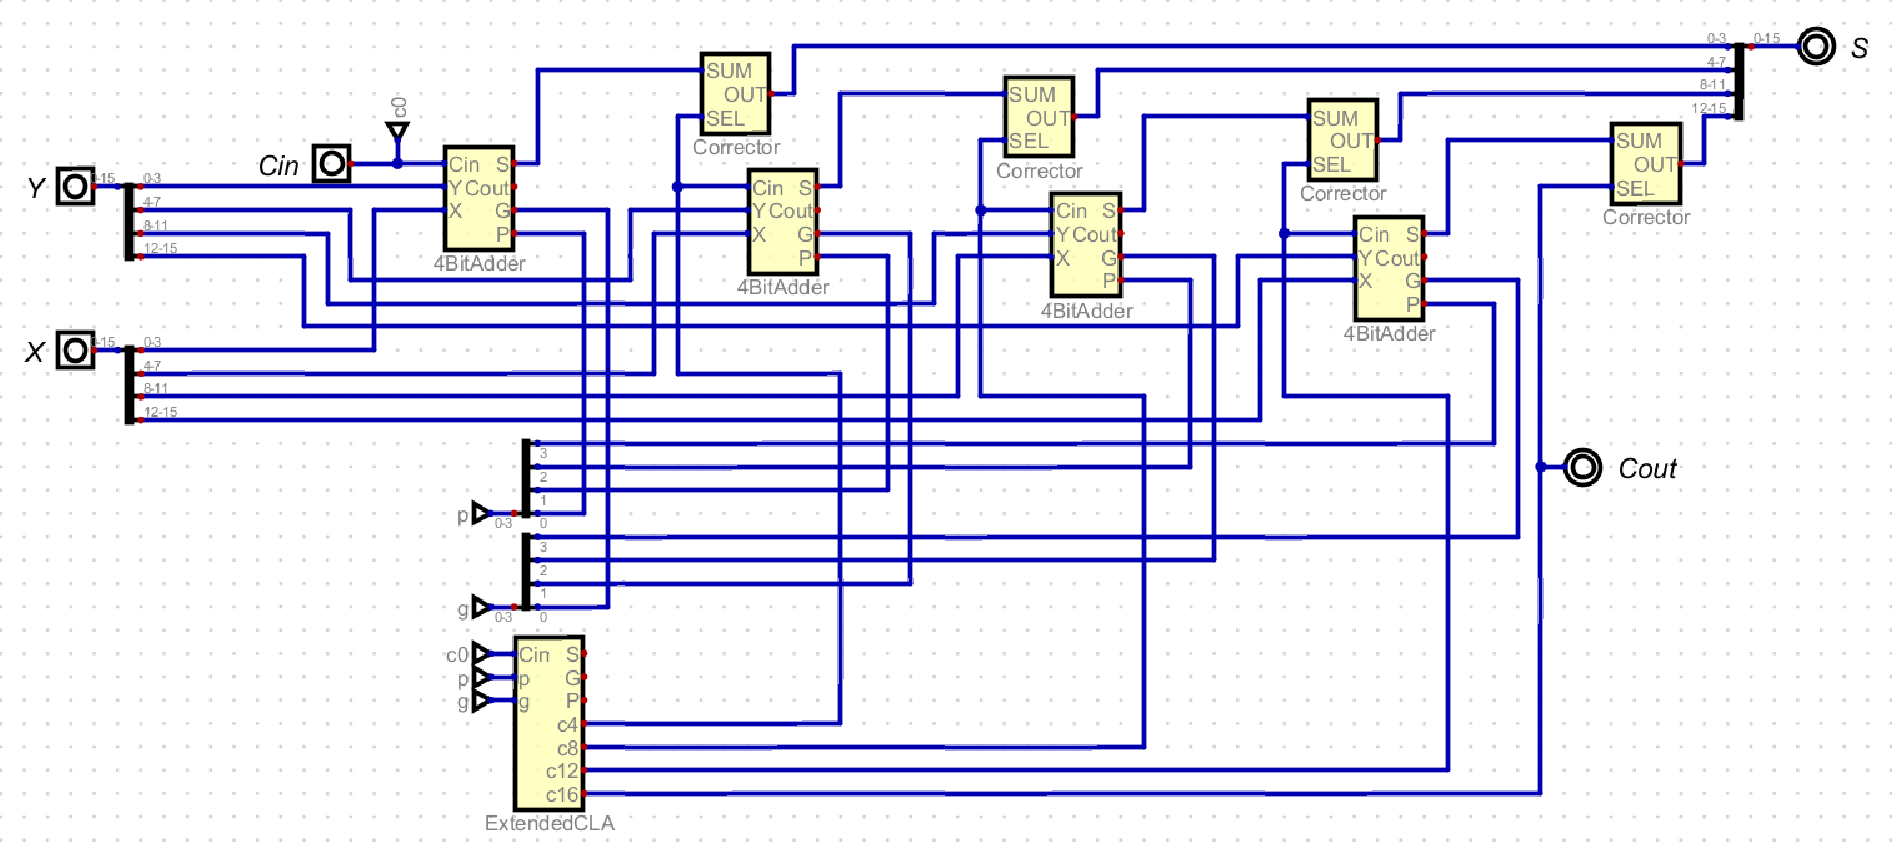 0-3 0-15 S
4-7
8-11
12-15
SUM
OUT
SEL
Corrector
SUM
OUT
SEL
Corrector
SUM
OUT
SEL
Corrector
SUM
OUT
SEL
Corrector
c0
Cin
Y 0-15 0-3
4-7
8-11
12-15
Cin S
Y Cout
X G
P
4BitAdder
Cin S
Y Cout
X G
P
4BitAdder
Cin S
Y Cout
X G
P
4BitAdder
Cin S
Y Cout
X G
P
4BitAdder
X 0-15 0-3
4-7
8-11
12-15
3
2
1
p 0-3 0
3
2
1
g 0-3 0
Cout
c0 Cin S
p p G
g g P
c4
c8
c12
c16
ExtendedCLA